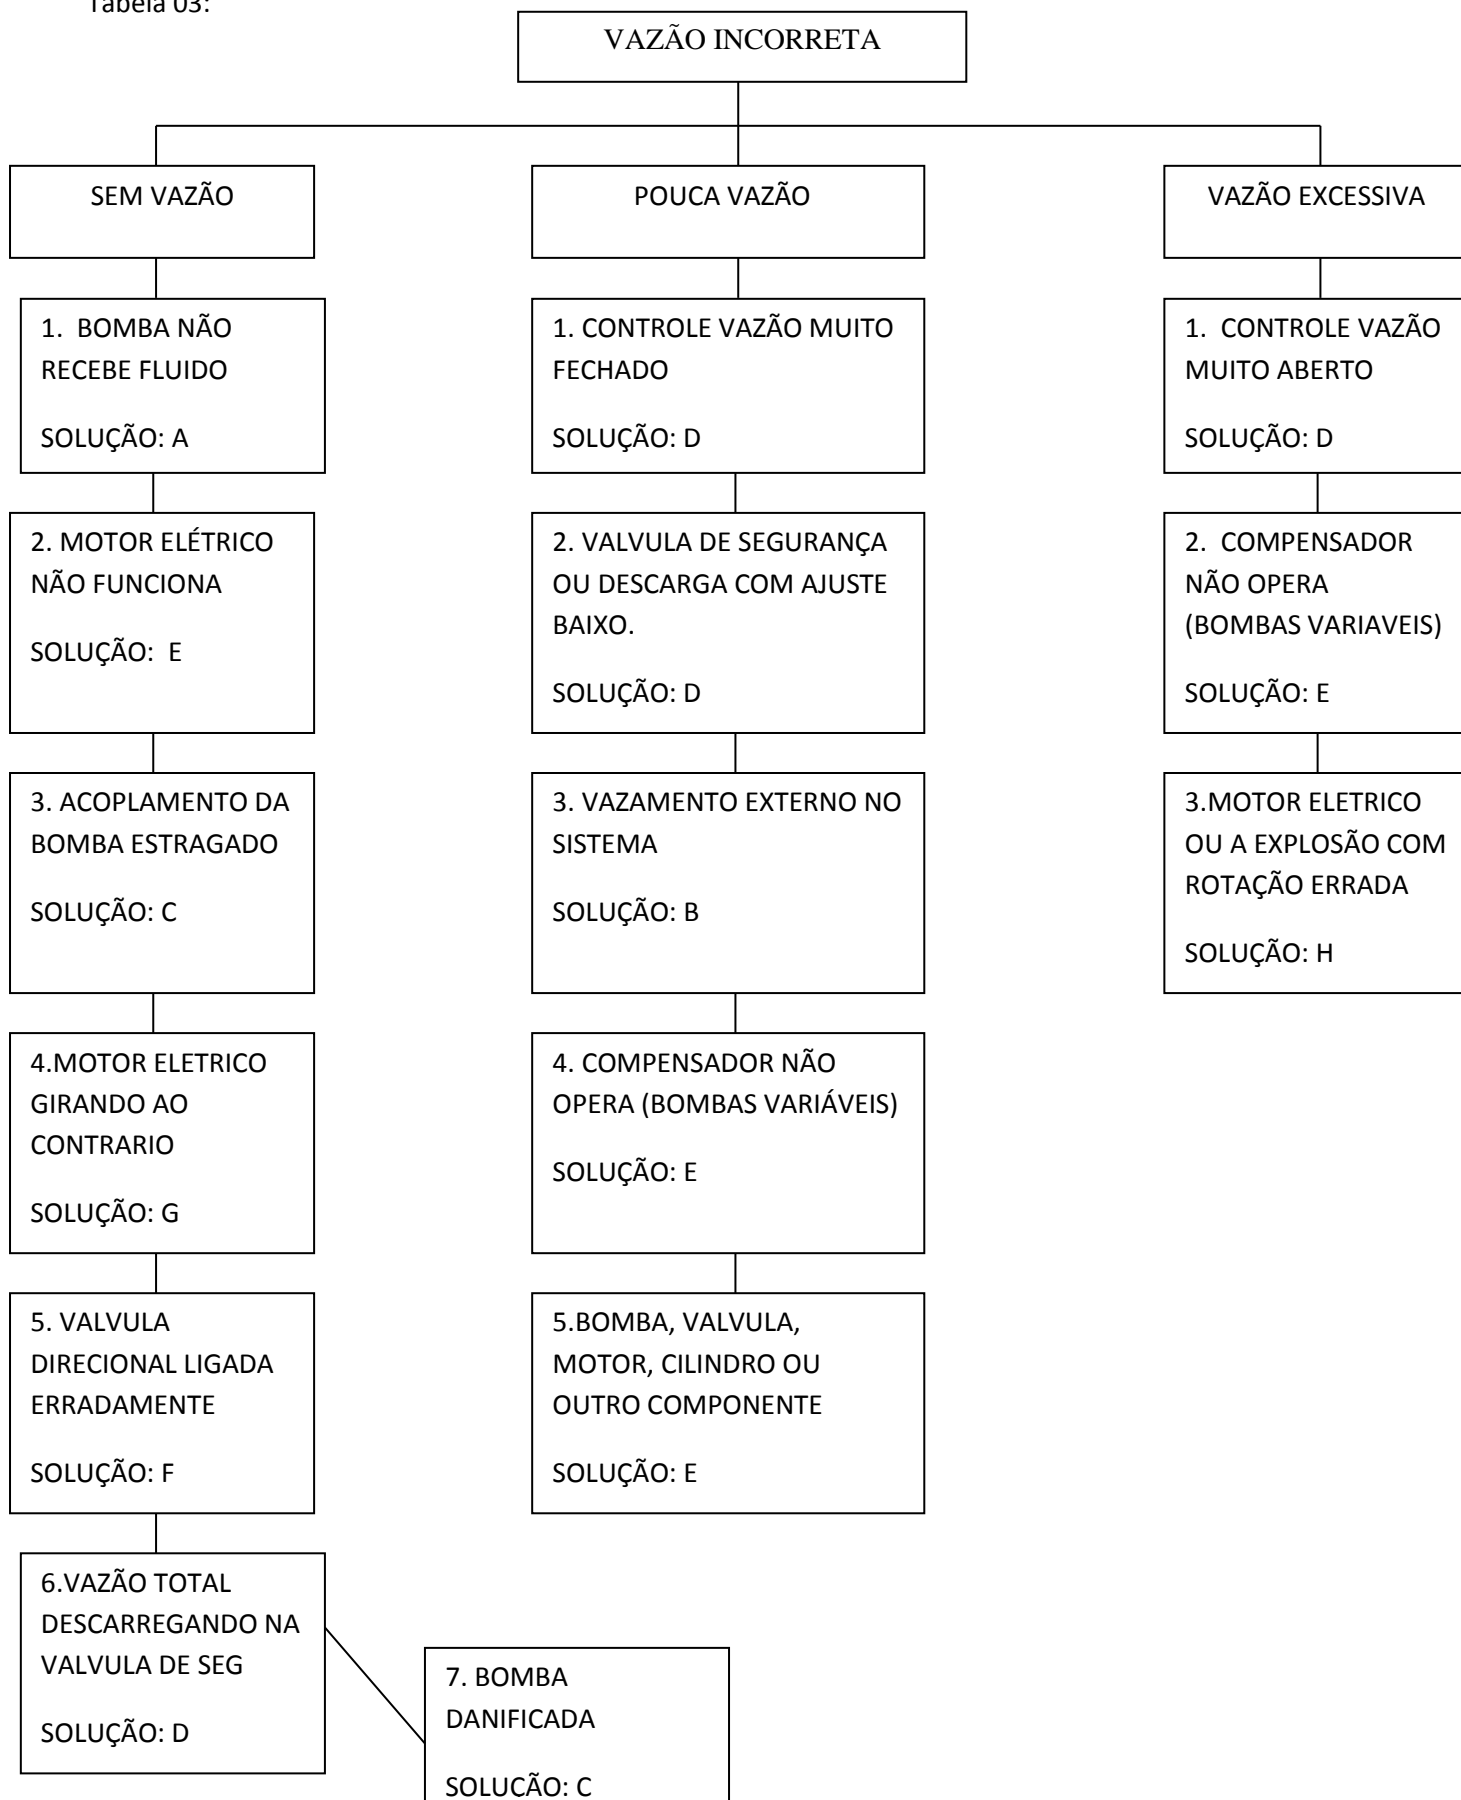 Tabela 03:
VAZÃO INCORRETA
SEM VAZÃO
POUCA VAZÃO
VAZÃO EXCESSIVA
1. BOMBA NÃO
RECEBE FLUIDO
SOLUÇÃO: A
1. CONTROLE VAZÃO MUITO
FECHADO
SOLUÇÃO: D
1. CONTROLE VAZÃO
MUITO ABERTO
SOLUÇÃO: D
2. MOTOR ELÉTRICO
NÃO FUNCIONA
SOLUÇÃO: E
2. VALVULA DE SEGURANÇA
OU DESCARGA COM AJUSTE
BAIXO.
SOLUÇÃO: D
2. COMPENSADOR
NÃO OPERA
(BOMBAS VARIAVEIS)
SOLUÇÃO: E
3. ACOPLAMENTO DA
BOMBA ESTRAGADO
SOLUÇÃO: C
3. VAZAMENTO EXTERNO NO
SISTEMA
SOLUÇÃO: B
3.MOTOR ELETRICO
OU A EXPLOSÃO COM
ROTAÇÃO ERRADA
SOLUÇÃO: H
4.MOTOR ELETRICO
GIRANDO AO
CONTRARIO
SOLUÇÃO: G
4. COMPENSADOR NÃO
OPERA (BOMBAS VARIÁVEIS)
SOLUÇÃO: E
5. VALVULA
DIRECIONAL LIGADA
ERRADAMENTE
SOLUÇÃO: F
5.BOMBA, VALVULA,
MOTOR, CILINDRO OU
OUTRO COMPONENTE
SOLUÇÃO: E
6.VAZÃO TOTAL
DESCARREGANDO NA
VALVULA DE SEG
SOLUÇÃO: D
7. BOMBA
DANIFICADA
SOLUÇÃO: C